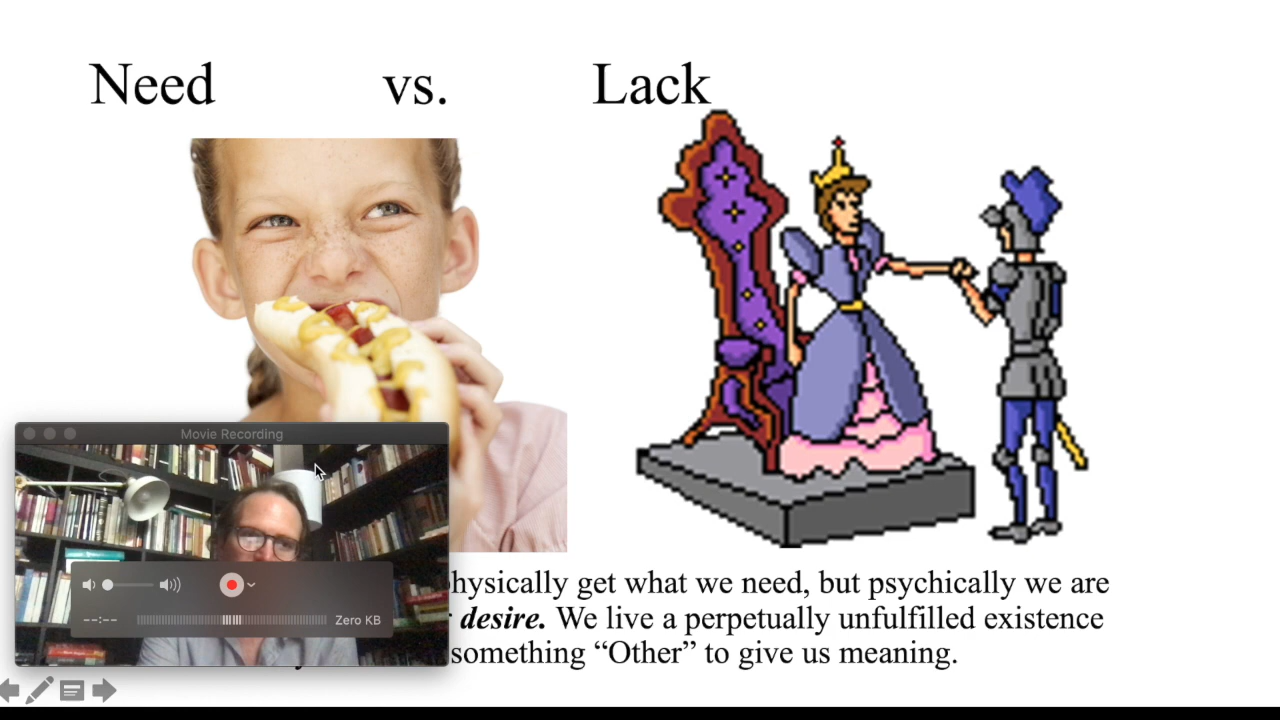 Need vs. Lack
Movie Recording
physically get what we need, but psychically we are
desire. We live a perpetually unfulfilled existence
--:-- Zero KB
something “Other” to give us meaning.